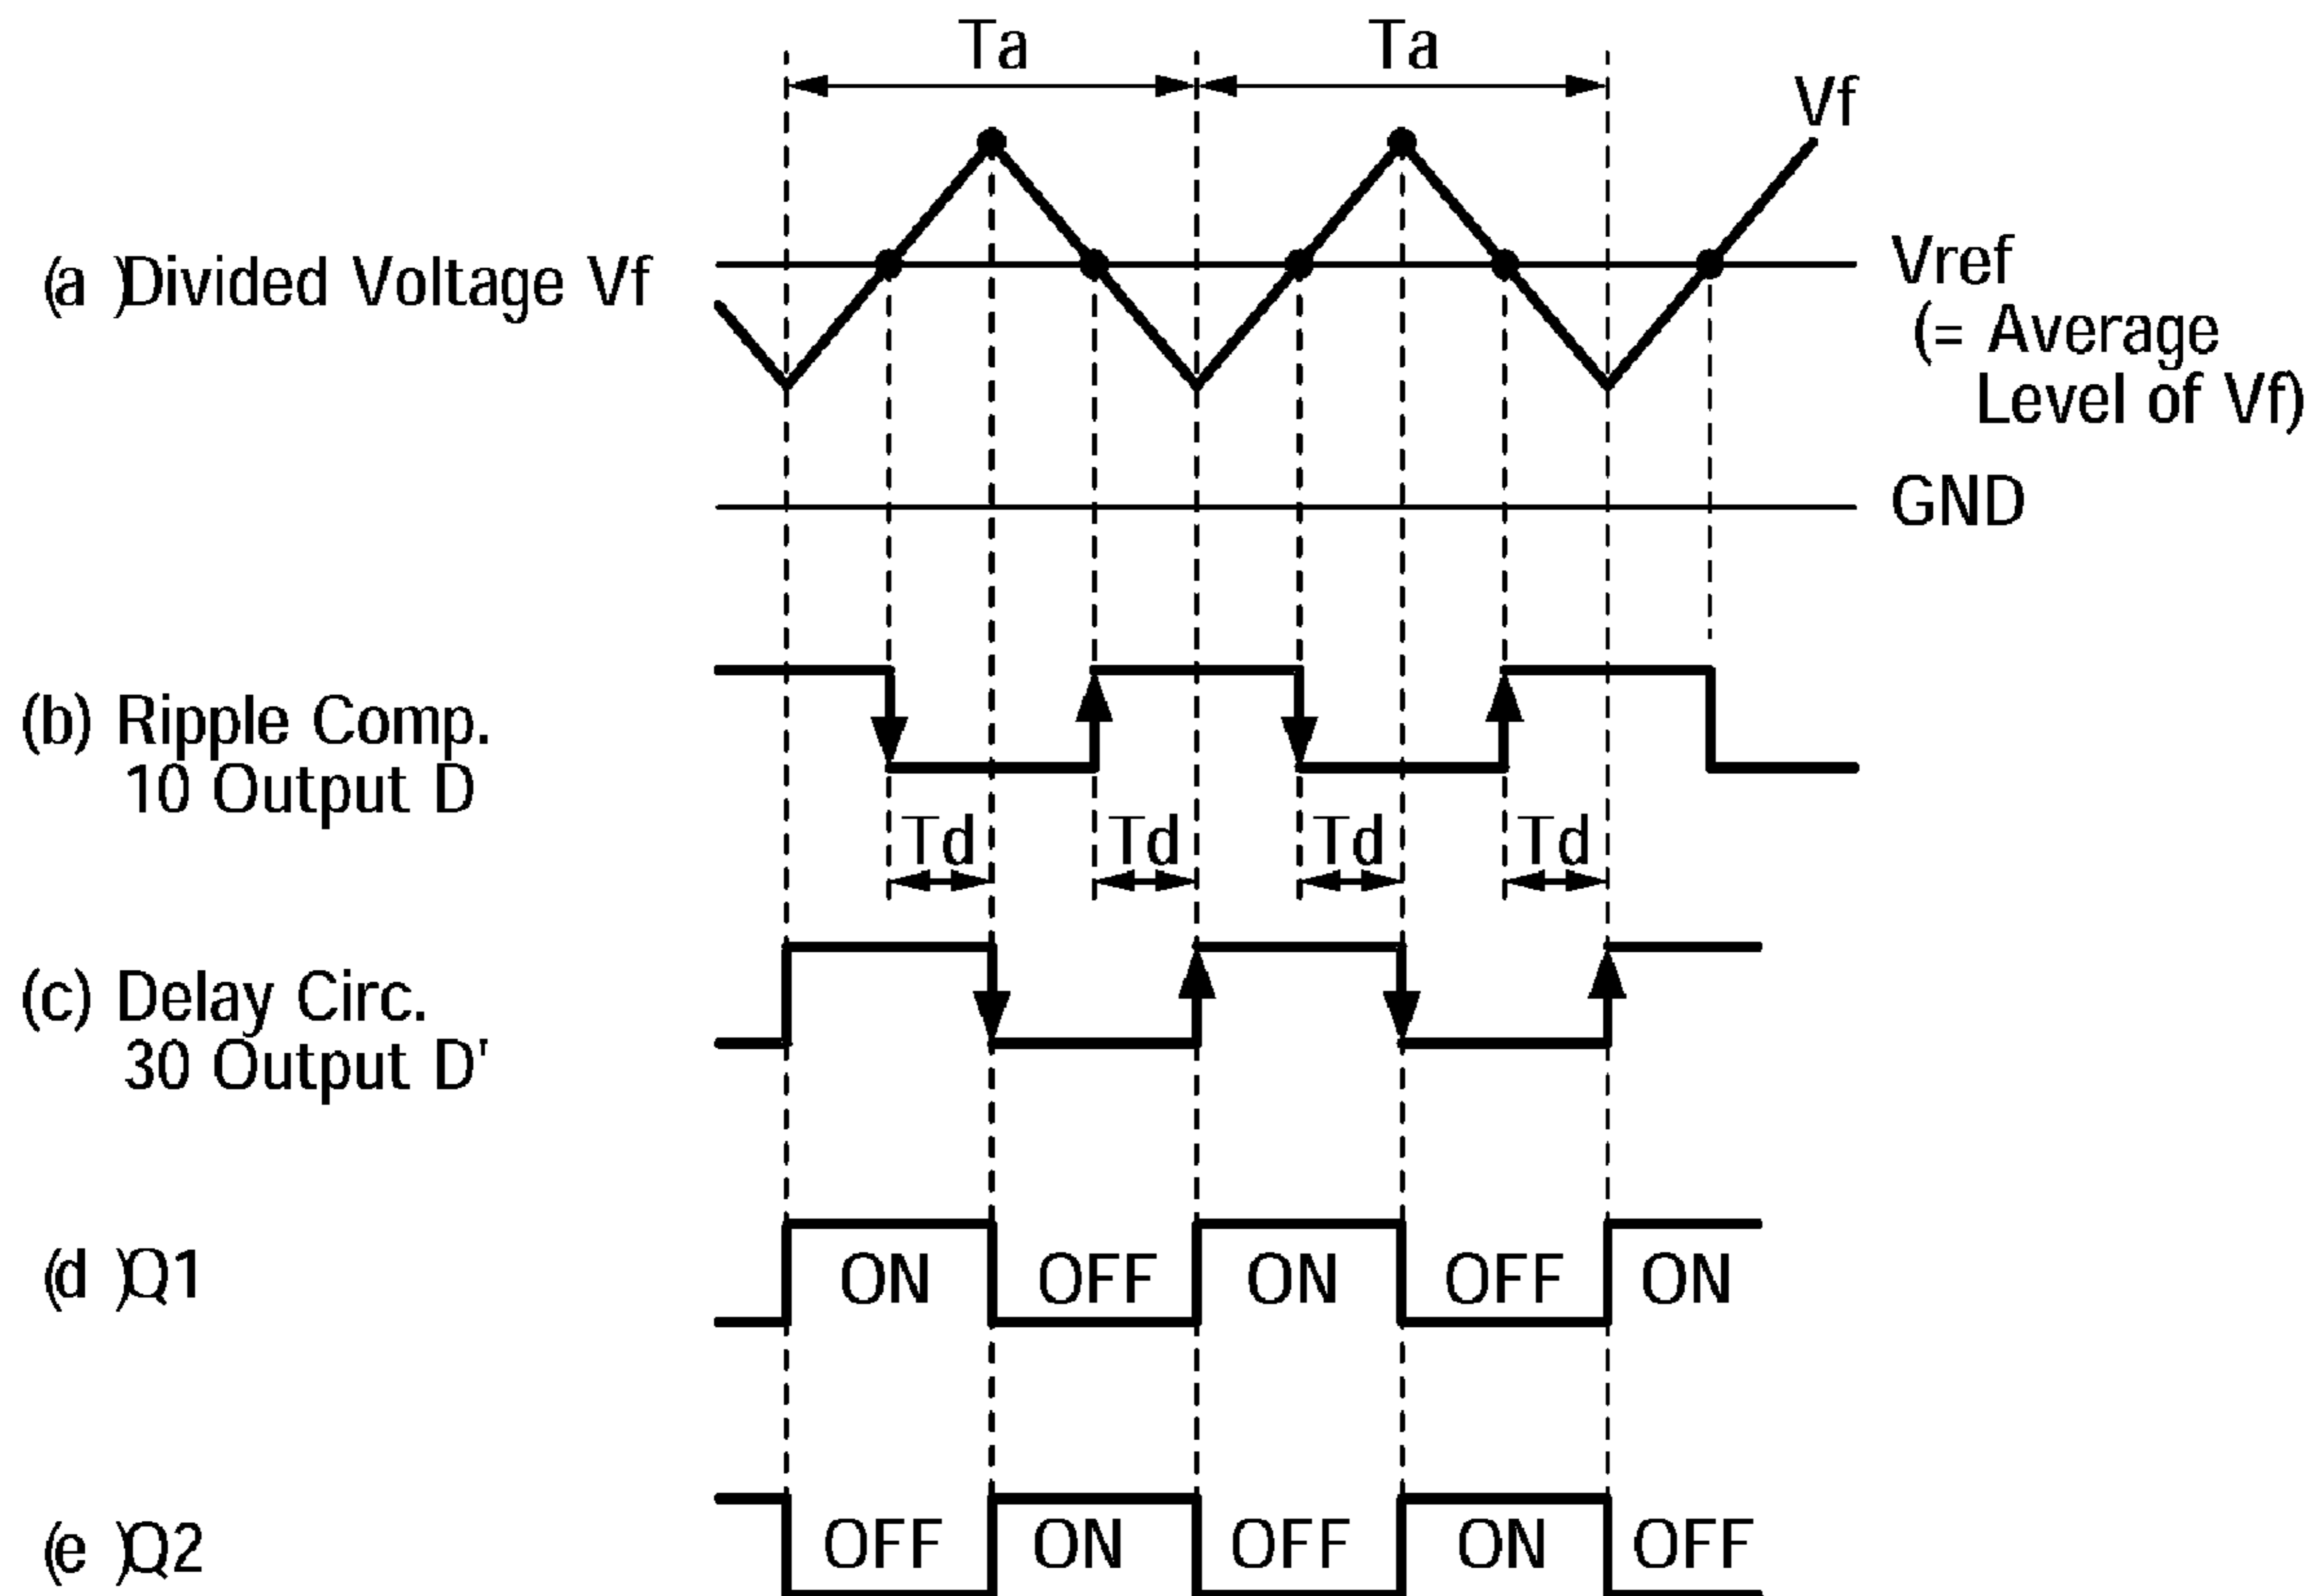 Ta Ta
Vf
(a )Divided Voltage Vf
Vref
(= Average
Level of Vf)
GND
(b) Ripple Comp.
10 Output D
Td Td Td Td
(c) Delay Circ.
30 Output D'
(d )Q1
ON OFF ON OFF ON
(e )Q2
OFF ON OFF ON OFF